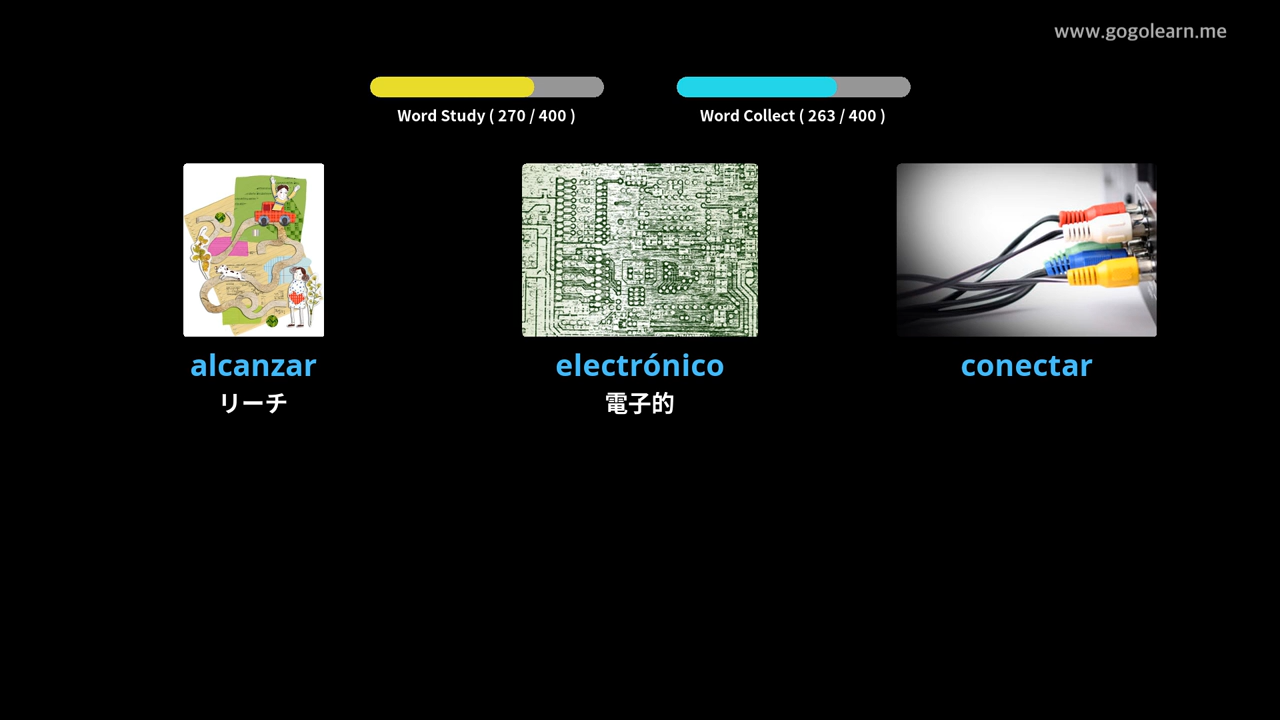 www.gogolearn.me
Word Study ( 270 / 400 )
Word Collect ( 263 / 400 )
alcanzar
electrónico
conectar
リーチ
電子的